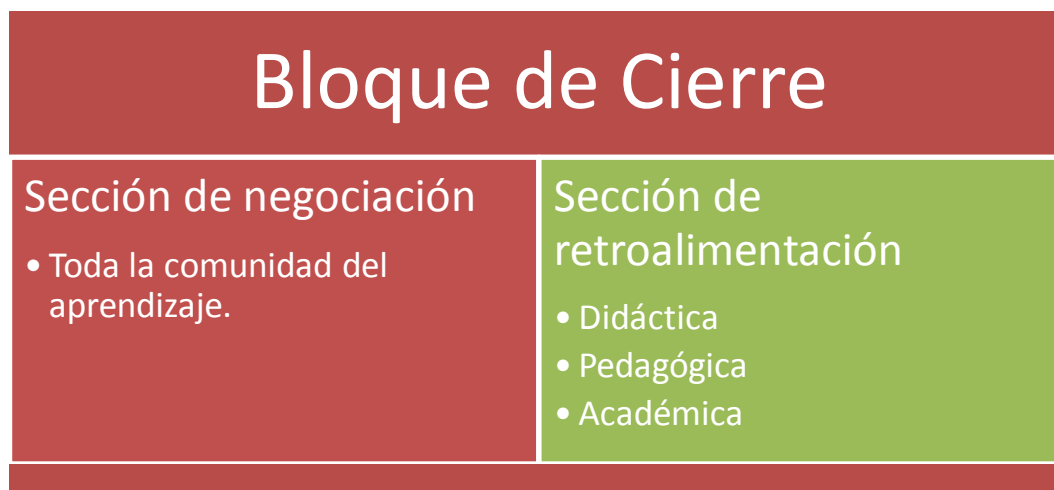 Bloque de Cierre
Sección de negociación
• Toda la comunidad del
aprendizaje.
Sección de
retroalimentación
• Didáctica
• Pedagógica
• Académica